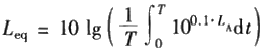 L_eq = 10 lg ( 1/T ∫_0^T 10^{0.1·L_A} dt )